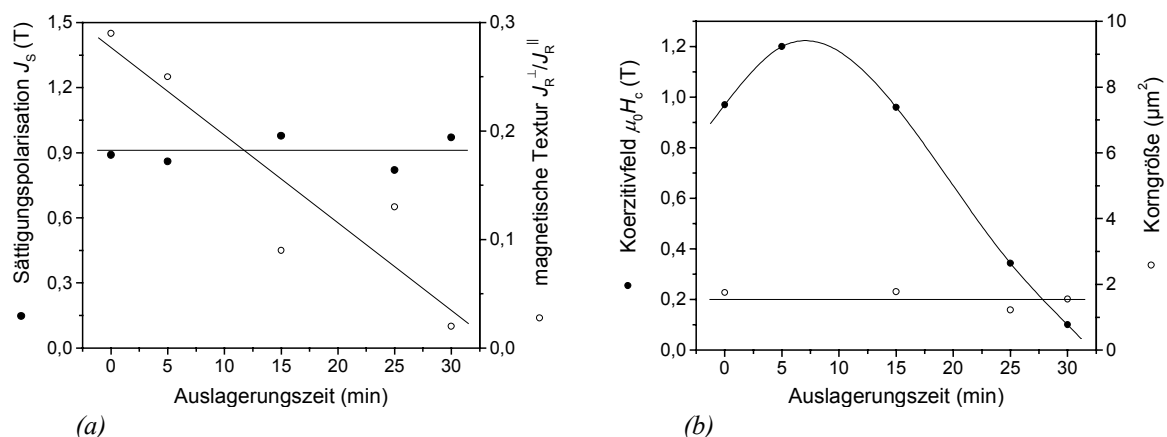 Sättigungspolarisation J_S (T)
1,5
1,2
0,9
0,6
0,3
0,0
0 5 10 15 20 25 30
Auslagerungszeit (min)
0,3
0,2
0,1
0,0
magnetische Textur J_R^⊥/J_R^||
(a)
Koerzitivfeld μ₀H_c (T)
1,2
1,0
0,8
0,6
0,4
0,2
0,0
0 5 10 15 20 25 30
Auslagerungszeit (min)
10
8
6
4
2
0
Korngröße (μm²)
(b)